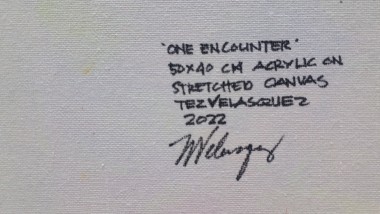 'ONE ENCOUNTER'
50X40 CM ACRYLIC ON
STRETCHED CANVAS
TEZVELASQUEZ
2022